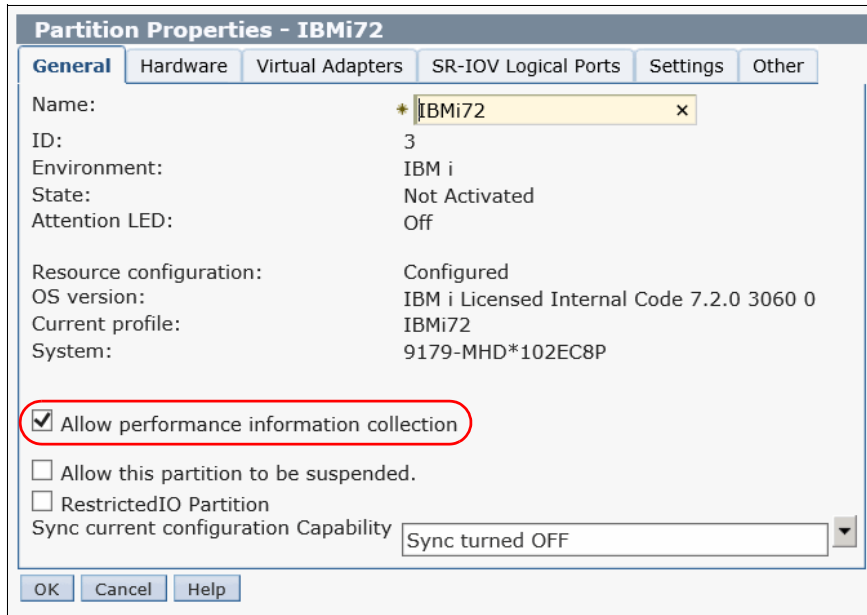 Partition Properties - IBMi72
General Hardware Virtual Adapters SR-IOV Logical Ports Settings Other
Name: * IBMi72 ×
ID: 3
Environment: IBM i
State: Not Activated
Attention LED: Off
Resource configuration: Configured
OS version: IBM i Licensed Internal Code 7.2.0 3060 0
Current profile: IBMi72
System: 9179-MHD*102EC8P
Allow performance information collection
Allow this partition to be suspended.
RestrictedIO Partition
Sync current configuration Capability Sync turned OFF
OK Cancel Help